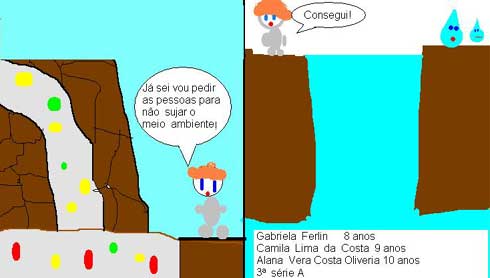 Já sei vou pedir
as pessoas para
não sujar o
meio ambiente¡
Consegui!
Gabriela Ferlin 8 anos
Camila Lima da Costa 9 anos
Alana Vera Costa Oliveria 10 anos
3ª série A